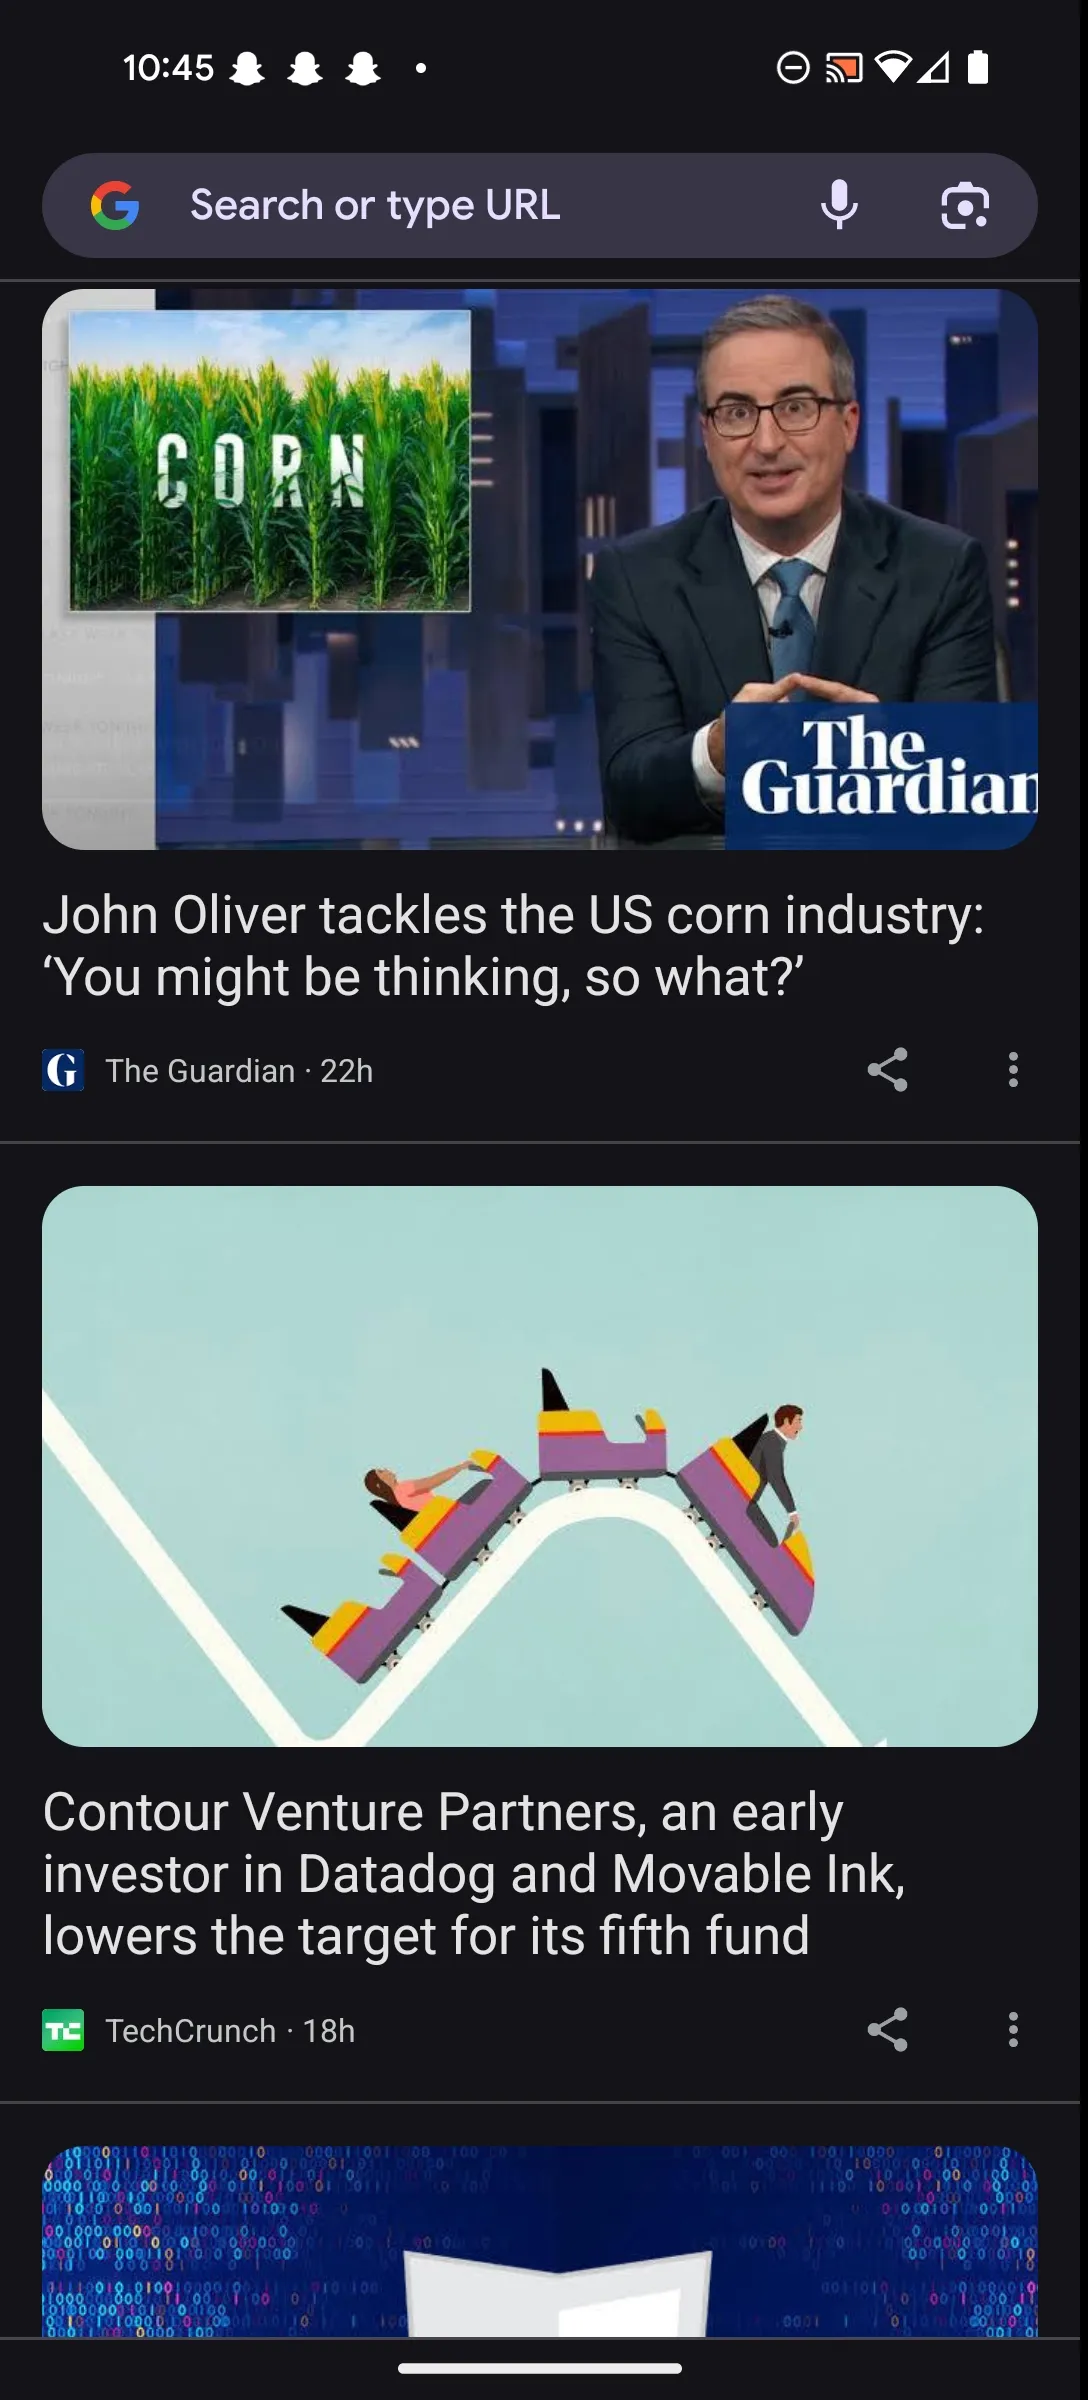 10:45
Search or type URL
CORN
The
Guardian
John Oliver tackles the US corn industry:
‘You might be thinking, so what?’
The Guardian · 22h
Contour Venture Partners, an early
investor in Datadog and Movable Ink,
lowers the target for its fifth fund
TC
TechCrunch · 18h